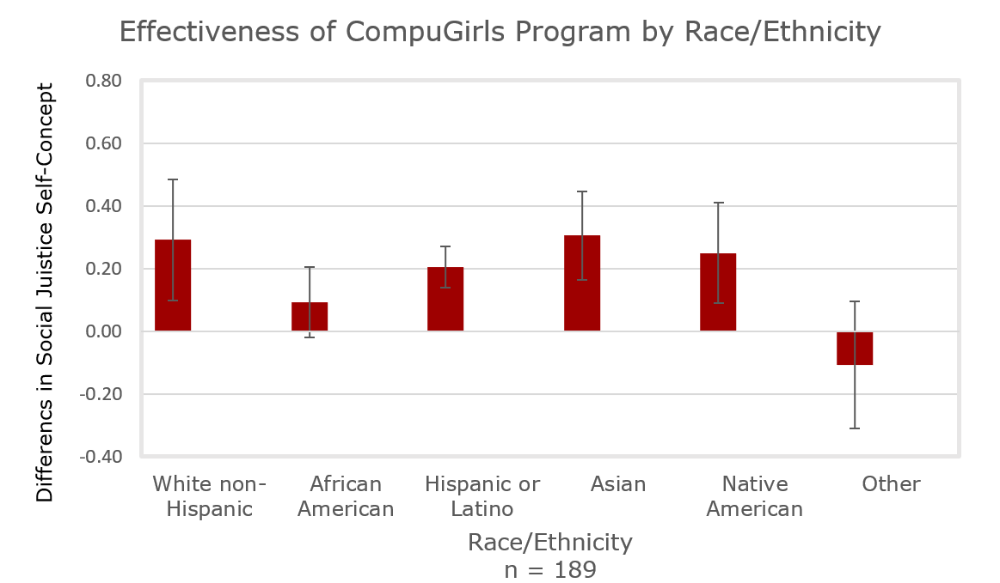 Effectiveness of CompuGirls Program by Race/Ethnicity
Differencs in Social Juistice Self-Concept
0.80
0.60
0.40
0.20
0.00
-0.20
-0.40
White non-
Hispanic
African
American
Hispanic or
Latino
Asian
Native
American
Other
Race/Ethnicity
n = 189